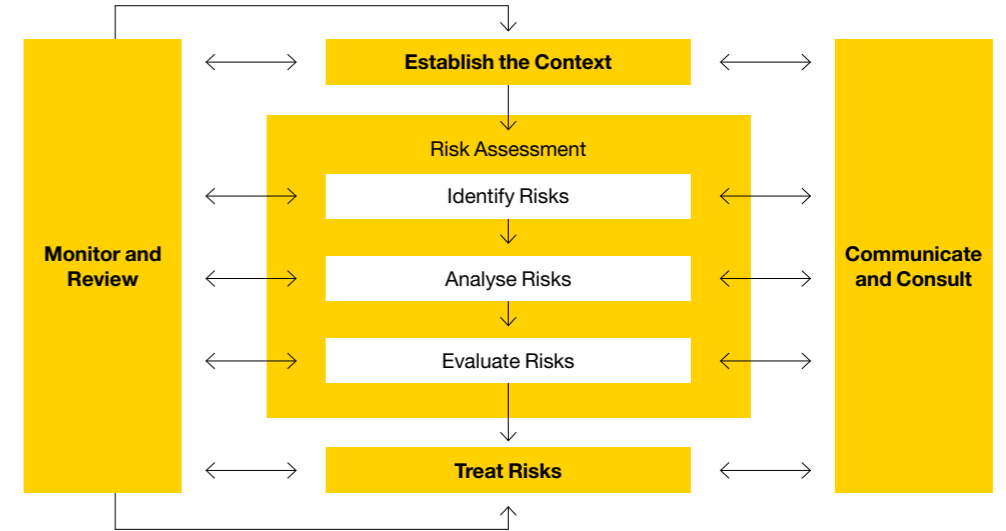 Establish the Context
Risk Assessment
Identify Risks
Monitor and
Review
Analyse Risks
Communicate
and Consult
Evaluate Risks
Treat Risks